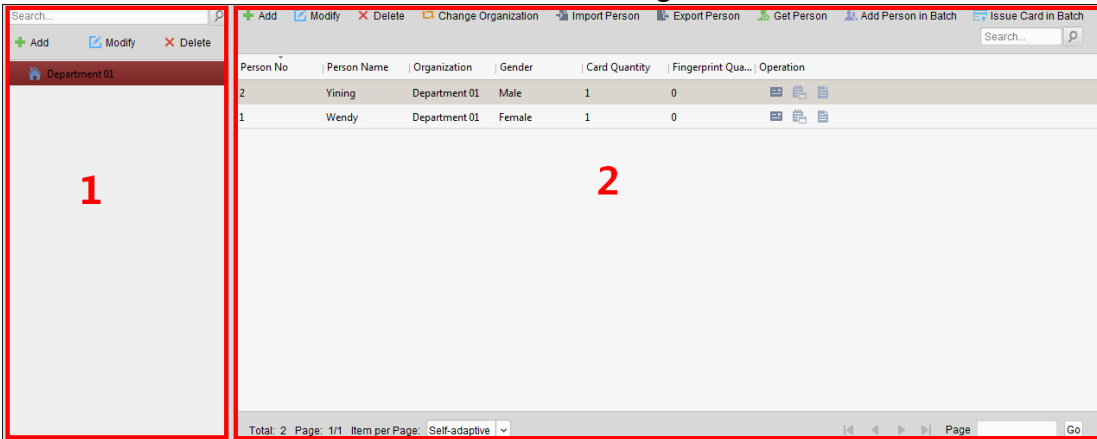 Search...
Add Modify Delete
Department 01
1
Add Modify Delete Change Organization Import Person Export Person Get Person Add Person in Batch Issue Card in Batch
Search...
Person No Person Name Organization Gender Card Quantity Fingerprint Qua... Operation
2 Yining Department 01 Male 1 0
1 Wendy Department 01 Female 1 0
2
Total: 2 Page: 1/1 Item per Page: Self-adaptive Page Go